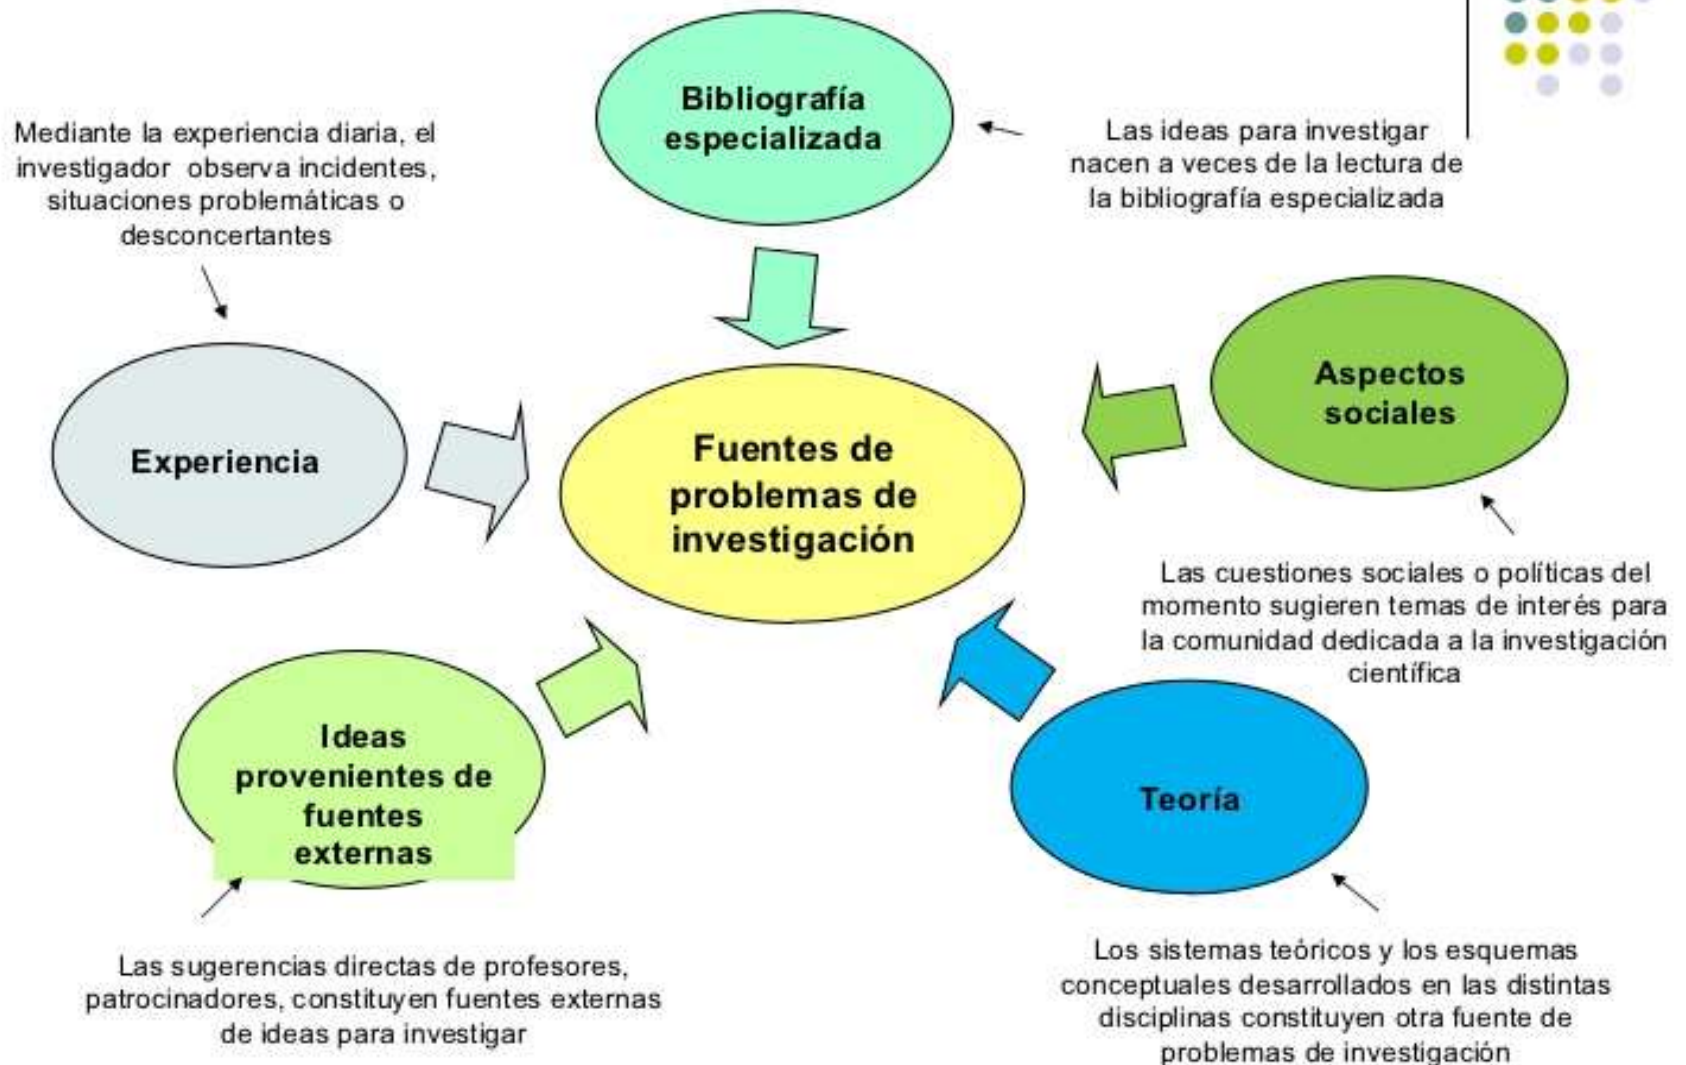 Bibliografía
especializada
Mediante la experiencia diaria, el
investigador observa incidentes,
situaciones problemáticas o
desconcertantes
Las ideas para investigar
nacen a veces de la lectura de
la bibliografía especializada
Experiencia
Fuentes de
problemas de
investigación
Aspectos
sociales
Las cuestiones sociales o políticas del
momento sugieren temas de interés para
la comunidad dedicada a la investigación
científica
Ideas
provenientes de
fuentes
externas
Teoría
Las sugerencias directas de profesores,
patrocinadores, constituyen fuentes externas
de ideas para investigar
Los sistemas teóricos y los esquemas
conceptuales desarrollados en las distintas
disciplinas constituyen otra fuente de
problemas de investigación